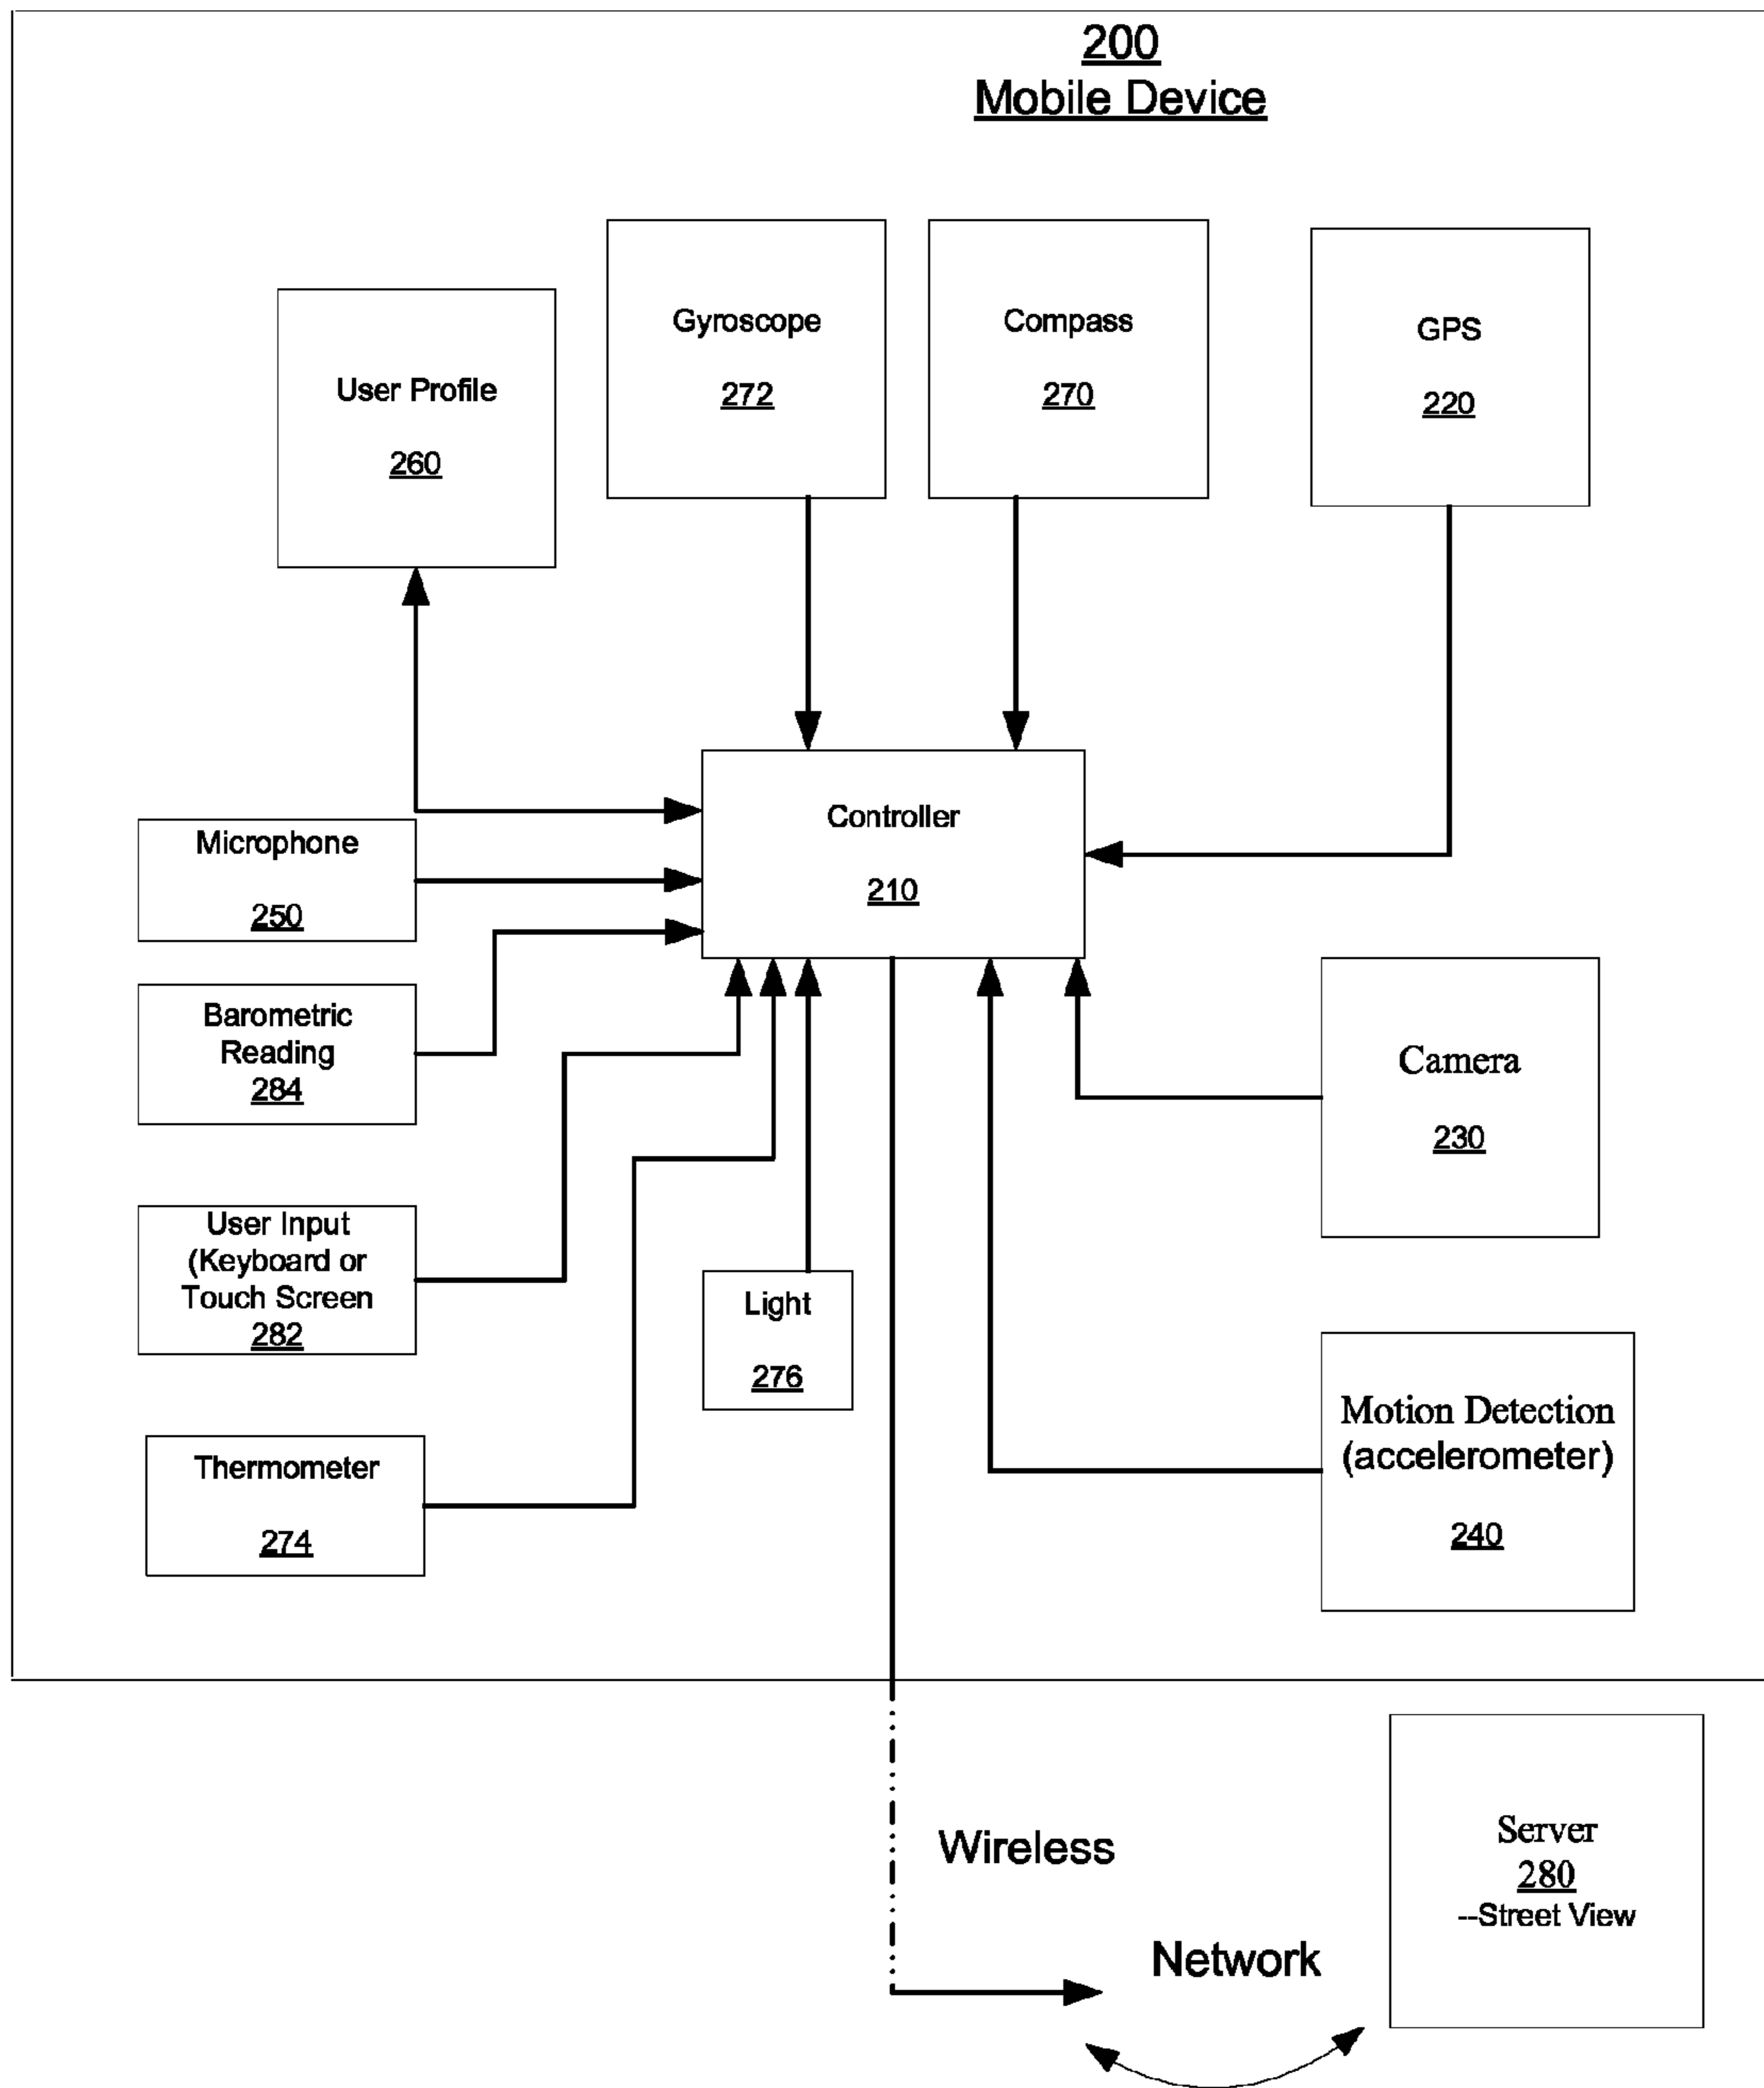 200
Mobile Device
Gyroscope
272
Compass
270
GPS
220
User Profile
260
Controller
210
Microphone
250
Barometric
Reading
284
Camera
230
User Input
(Keyboard or
Touch Screen
282
Light
276
Motion Detection
(accelerometer)
240
Thermometer
274
Wireless
Server
280
--Street View
Network